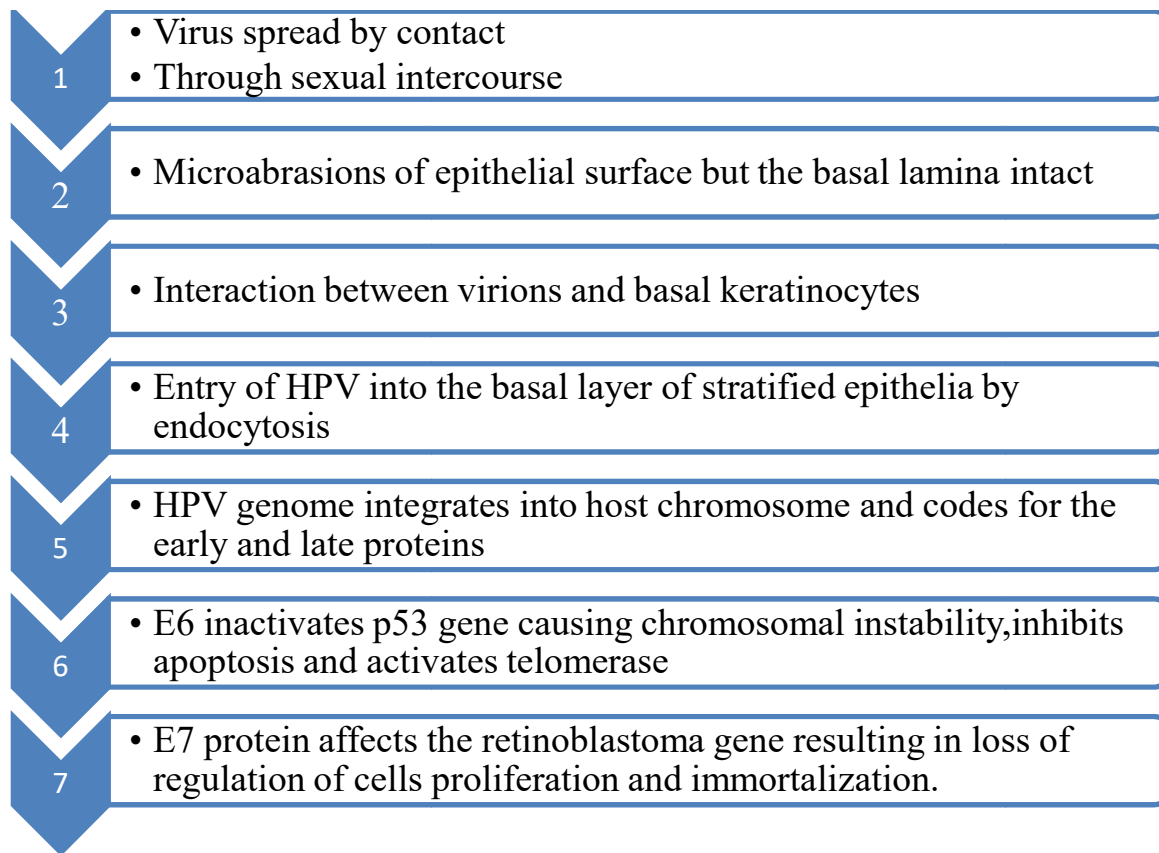 1
• Virus spread by contact
• Through sexual intercourse
2
• Microabrasions of epithelial surface but the basal lamina intact
3
• Interaction between virions and basal keratinocytes
4
• Entry of HPV into the basal layer of stratified epithelia by
endocytosis
5
• HPV genome integrates into host chromosome and codes for the
early and late proteins
6
• E6 inactivates p53 gene causing chromosomal instability,inhibits
apoptosis and activates telomerase
7
• E7 protein affects the retinoblastoma gene resulting in loss of
regulation of cells proliferation and immortalization.